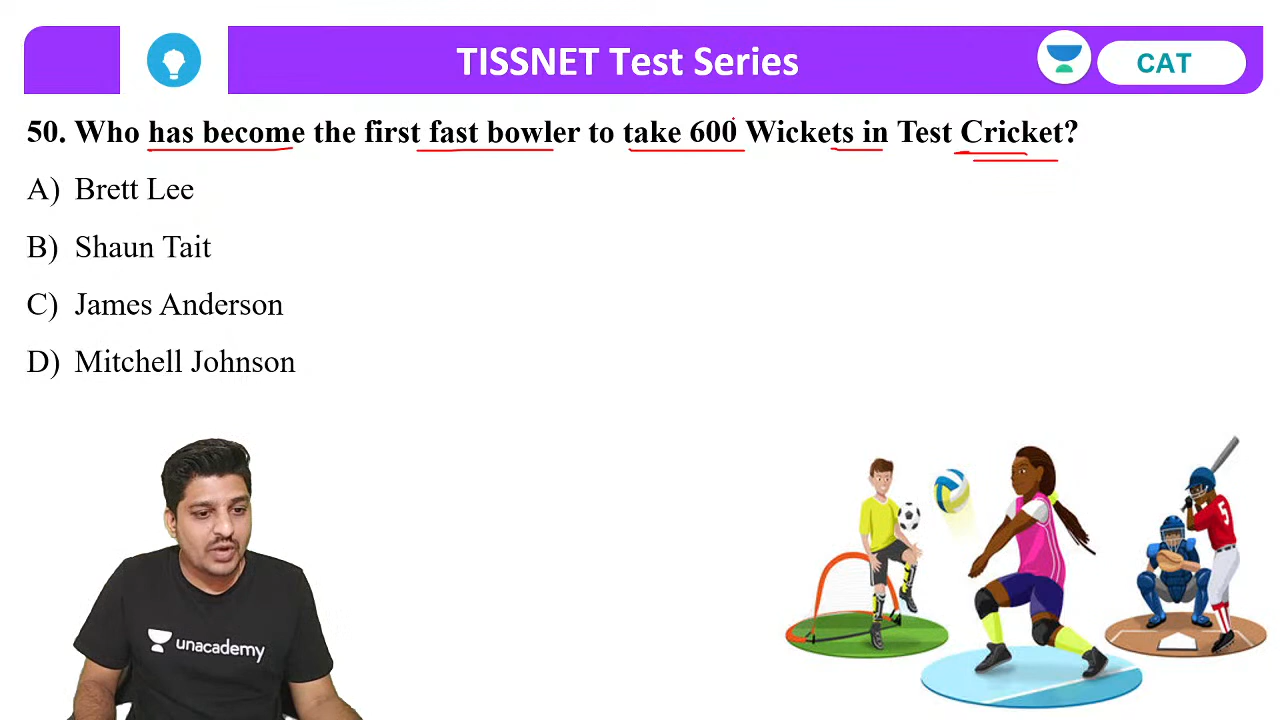 TISSNET Test Series
CAT
50. Who has become the first fast bowler to take 600 Wickets in Test Cricket?
A) Brett Lee
B) Shaun Tait
C) James Anderson
D) Mitchell Johnson
unacademy
5